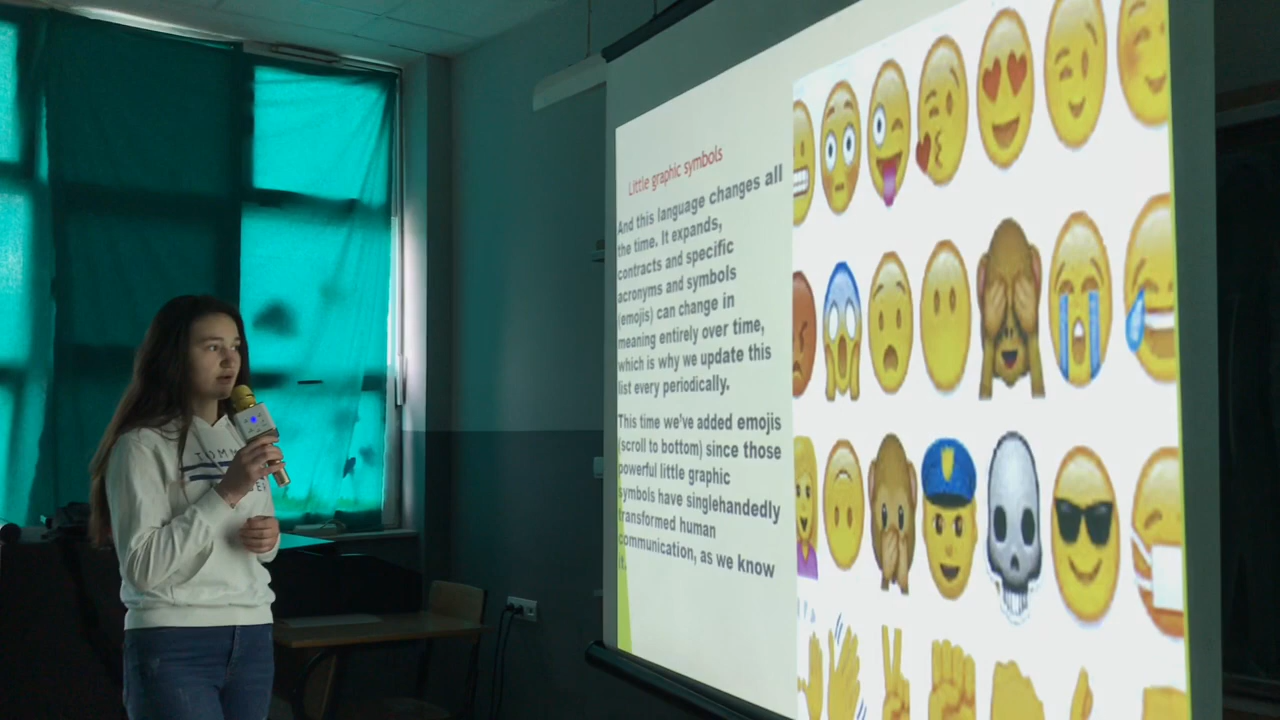 Little graphic symbols
And this language changes all
the time. It expands,
contracts and specific
acronyms and symbols
(emojis) can change in
meaning entirely over time,
which is why we update this
list every periodically.
This time we've added emojis
(scroll to bottom) since those
powerful little graphic
symbols have singlehandedly
transformed human
communication, as we know
it.
TOMM